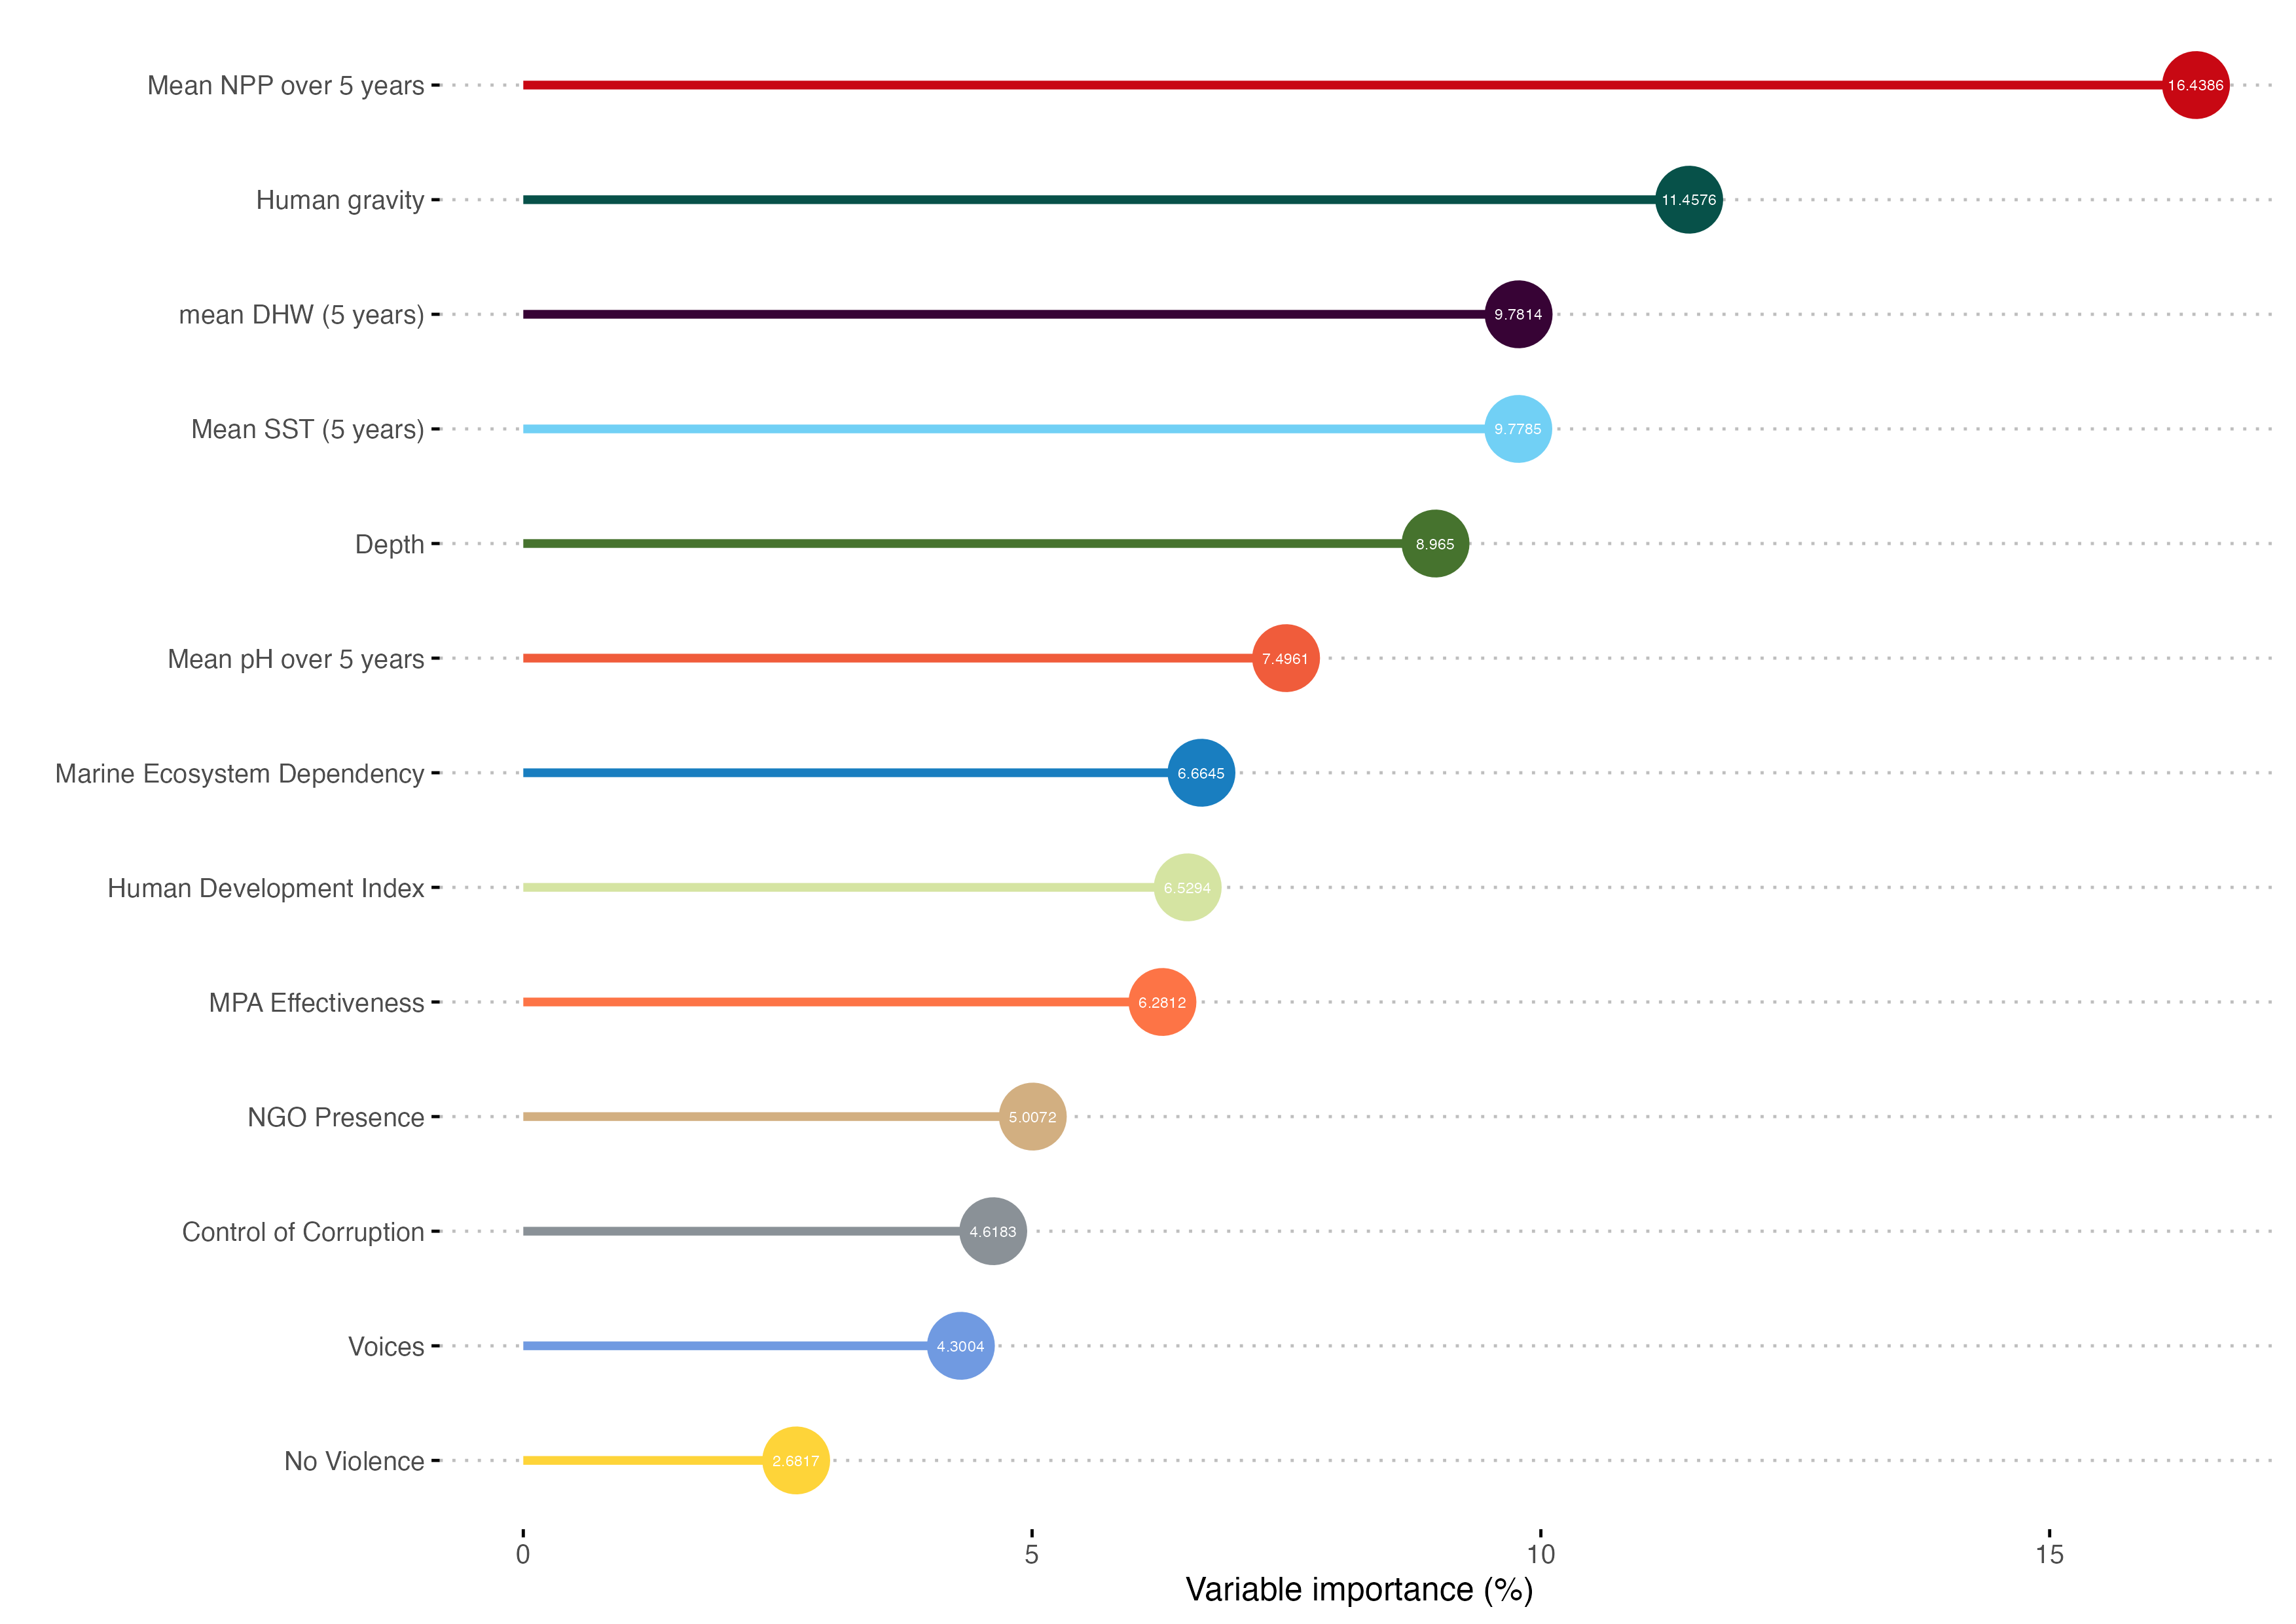 Mean NPP over 5 years
16.4386
Human gravity
11.4576
mean DHW (5 years)
9.7814
Mean SST (5 years)
9.7785
Depth
8.965
Mean pH over 5 years
7.4961
Marine Ecosystem Dependency
6.6645
Human Development Index
6.5294
MPA Effectiveness
6.2812
NGO Presence
5.0072
Control of Corruption
4.6183
Voices
4.3004
No Violence
2.6817
0 5 10 15
Variable importance (%)